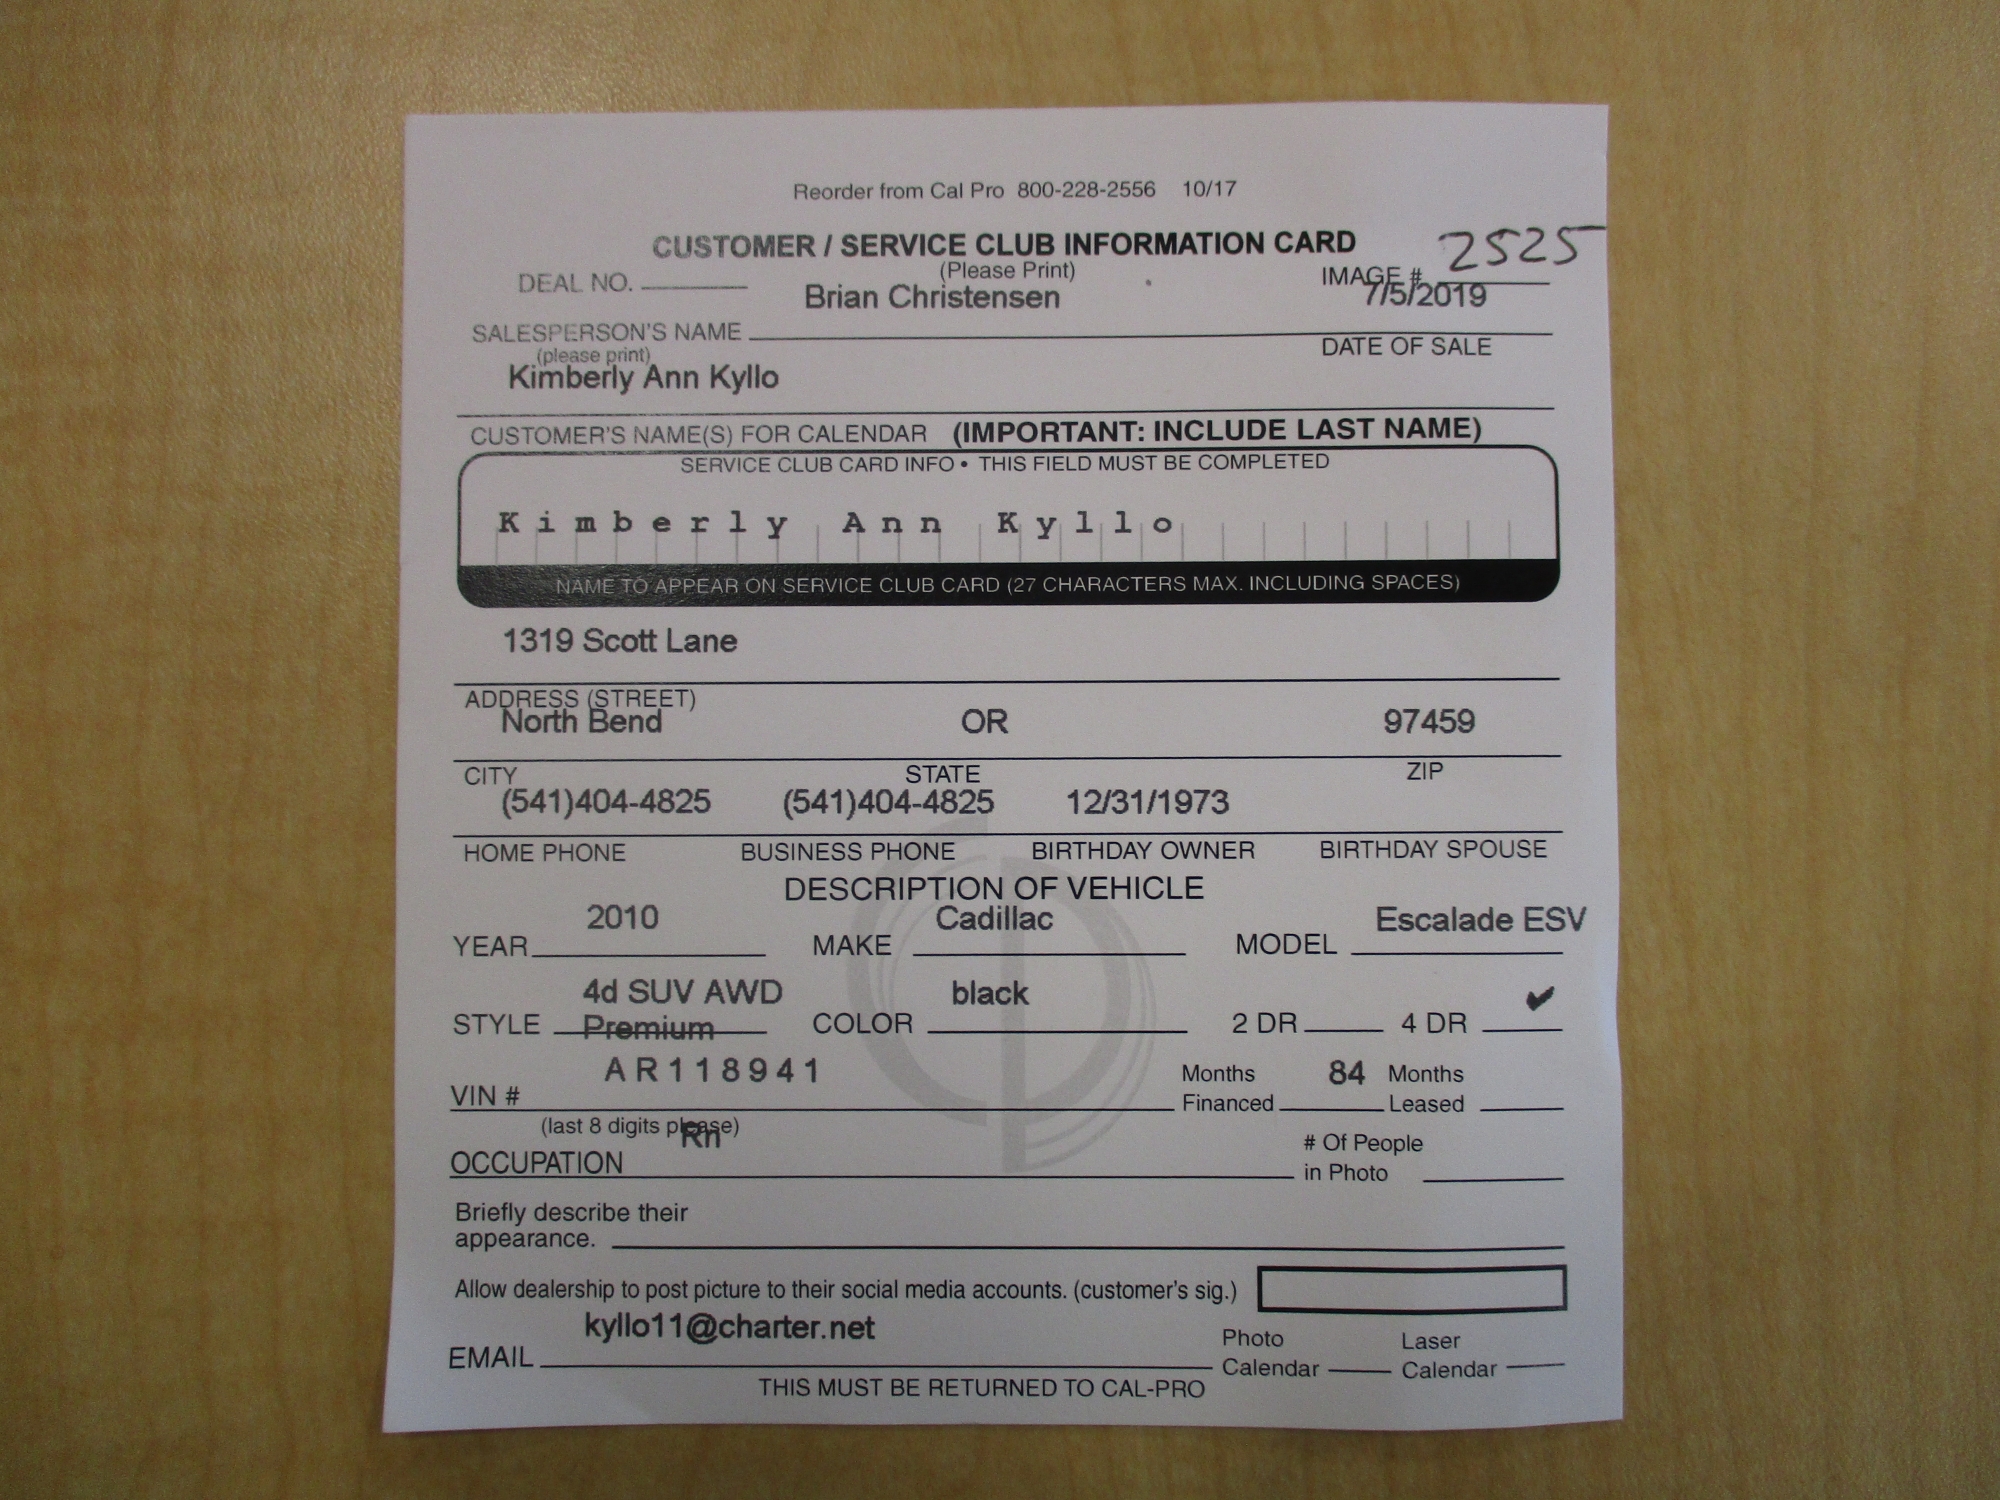 Reorder from Cal Pro 800-228-2556 10/17
CUSTOMER / SERVICE CLUB INFORMATION CARD
(Please Print)
DEAL NO. IMAGE # 2525
Brian Christensen 7/5/2019
SALESPERSON'S NAME
(please print) DATE OF SALE
Kimberly Ann Kyllo
CUSTOMER'S NAME(S) FOR CALENDAR (IMPORTANT: INCLUDE LAST NAME)
SERVICE CLUB CARD INFO • THIS FIELD MUST BE COMPLETED
Kimberly Ann Kyllo
NAME TO APPEAR ON SERVICE CLUB CARD (27 CHARACTERS MAX. INCLUDING SPACES)
1319 Scott Lane
ADDRESS (STREET)
North Bend OR 97459
CITY STATE ZIP
(541)404-4825 (541)404-4825 12/31/1973
HOME PHONE BUSINESS PHONE BIRTHDAY OWNER BIRTHDAY SPOUSE
DESCRIPTION OF VEHICLE
2010 Cadillac Escalade ESV
YEAR MAKE MODEL
4d SUV AWD black ✔
STYLE Premium COLOR 2 DR 4 DR
AR118941 Months 84 Months
VIN # Financed Leased
(last 8 digits please)
Rn
OCCUPATION # Of People
in Photo
Briefly describe their
appearance.
Allow dealership to post picture to their social media accounts. (customer's sig.)
kyllo11@charter.net Photo Laser
EMAIL Calendar Calendar
THIS MUST BE RETURNED TO CAL-PRO